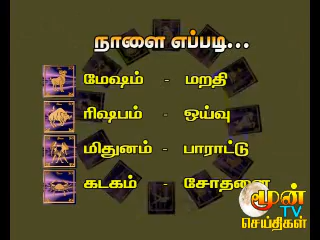 நாளை எப்படி...
மேஷம் - மறதி
ரிஷபம் - ஓய்வு
மிதுனம் - பாராட்டு
கடகம் - சோதனை
மூன்
TV
செய்திகள்